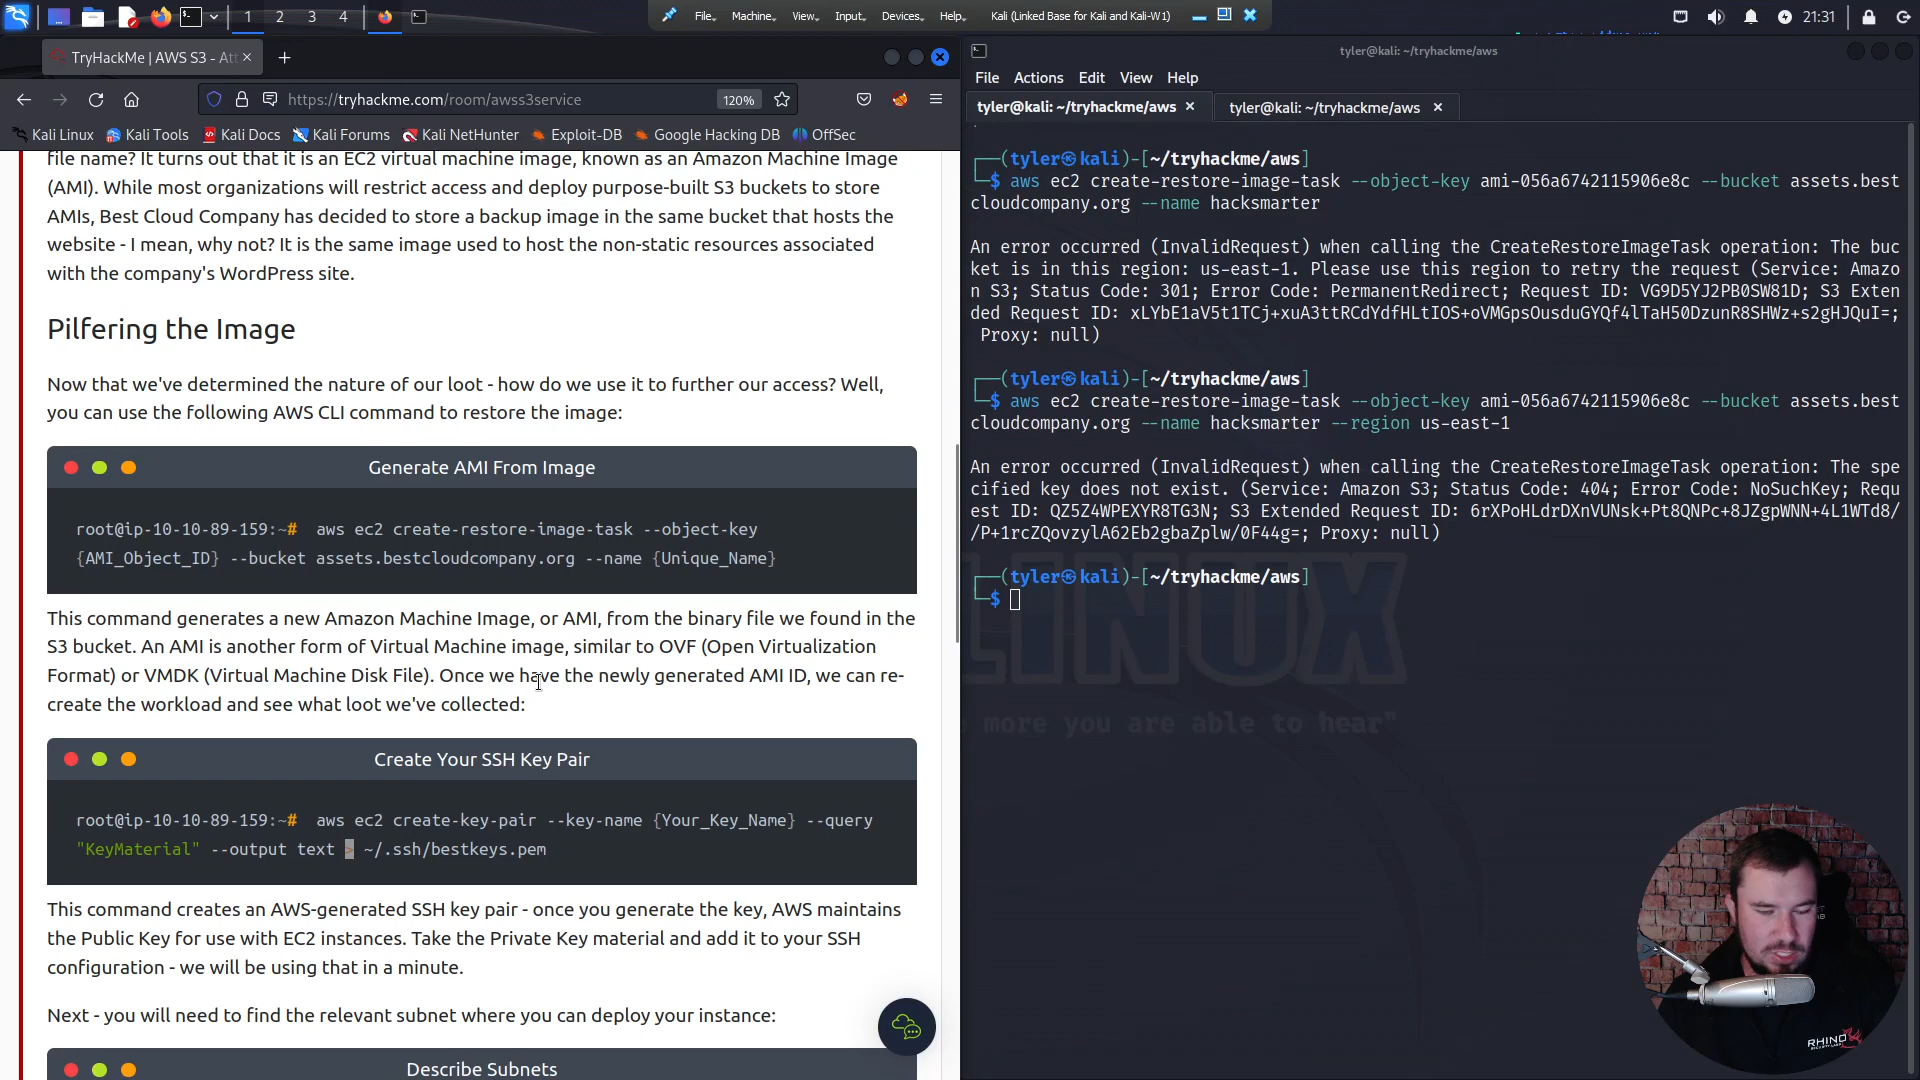 1 2 3 4
File Machine View Input Devices Help Kali (Linked Base for Kali and Kali-W1)
21:31
TryHackMe | AWS S3 - Att
https://tryhackme.com/room/awss3service
120%
Kali Linux Kali Tools Kali Docs Kali Forums Kali NetHunter Exploit-DB Google Hacking DB OffSec
file name? It turns out that it is an EC2 virtual machine image, known as an Amazon Machine Image
(AMI). While most organizations will restrict access and deploy purpose-built S3 buckets to store
AMIs, Best Cloud Company has decided to store a backup image in the same bucket that hosts the
website - I mean, why not? It is the same image used to host the non-static resources associated
with the company's WordPress site.
Pilfering the Image
Now that we've determined the nature of our loot - how do we use it to further our access? Well,
you can use the following AWS CLI command to restore the image:
Generate AMI From Image
root@ip-10-10-89-159:~# aws ec2 create-restore-image-task --object-key
{AMI_Object_ID} --bucket assets.bestcloudcompany.org --name {Unique_Name}
This command generates a new Amazon Machine Image, or AMI, from the binary file we found in the
S3 bucket. An AMI is another form of Virtual Machine image, similar to OVF (Open Virtualization
Format) or VMDK (Virtual Machine Disk File). Once we have the newly generated AMI ID, we can re-
create the workload and see what loot we've collected:
Create Your SSH Key Pair
root@ip-10-10-89-159:~# aws ec2 create-key-pair --key-name {Your_Key_Name} --query
"KeyMaterial" --output text > ~/.ssh/bestkeys.pem
This command creates an AWS-generated SSH key pair - once you generate the key, AWS maintains
the Public Key for use with EC2 instances. Take the Private Key material and add it to your SSH
configuration - we will be using that in a minute.
Next - you will need to find the relevant subnet where you can deploy your instance:
Describe Subnets
tyler@kali: ~/tryhackme/aws
File Actions Edit View Help
tyler@kali: ~/tryhackme/aws tyler@kali: ~/tryhackme/aws
┌──(tyler㉿kali)-[~/tryhackme/aws]
└─$ aws ec2 create-restore-image-task --object-key ami-056a6742115906e8c --bucket assets.best
cloudcompany.org --name hacksmarter
An error occurred (InvalidRequest) when calling the CreateRestoreImageTask operation: The buc
ket is in this region: us-east-1. Please use this region to retry the request (Service: Amazo
n S3; Status Code: 301; Error Code: PermanentRedirect; Request ID: VG9D5YJ2PB0SW81D; S3 Exten
ded Request ID: xLYbE1aV5t1TCj+xuA3ttRCdYdfHLtIOS+oVMGpsOusduGYQf4lTaH50DzunR8SHWz+s2gHJQuI=;
Proxy: null)
┌──(tyler㉿kali)-[~/tryhackme/aws]
└─$ aws ec2 create-restore-image-task --object-key ami-056a6742115906e8c --bucket assets.best
cloudcompany.org --name hacksmarter --region us-east-1
An error occurred (InvalidRequest) when calling the CreateRestoreImageTask operation: The spe
cified key does not exist. (Service: Amazon S3; Status Code: 404; Error Code: NoSuchKey; Requ
est ID: QZ5Z4WPEXYR8TG3N; S3 Extended Request ID: 6rXPoHLdrDXnVUNsk+Pt8QNPc+8JZgpWNN+4L1WTd8/
/P+1rcZQovzylA62Eb2gbaZplw/0F44g=; Proxy: null)
┌──(tyler㉿kali)-[~/tryhackme/aws]
└─$
LINUX
more you are able to hear"
RHINO